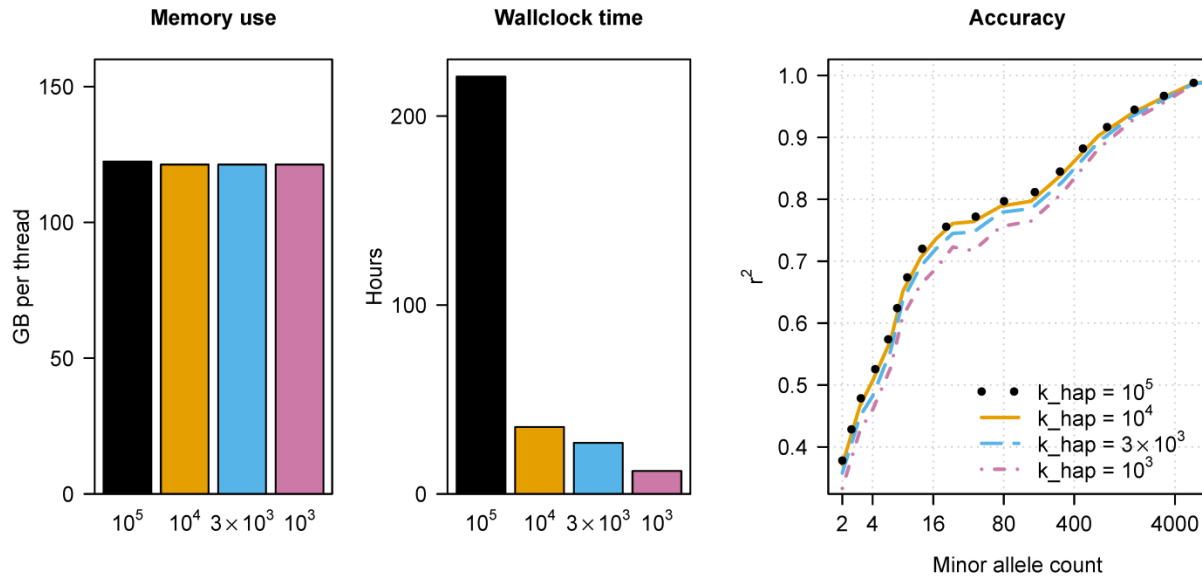 Memory use
GB per thread
150
100
50
0
10⁵ 10⁴ 3 × 10³ 10³
Wallclock time
Hours
200
100
0
10⁵ 10⁴ 3 × 10³ 10³
Accuracy
r²
1.0
0.9
0.8
0.7
0.6
0.5
0.4
k_hap = 10⁵
k_hap = 10⁴
k_hap = 3 × 10³
k_hap = 10³
2 4 16 80 400 4000
Minor allele count